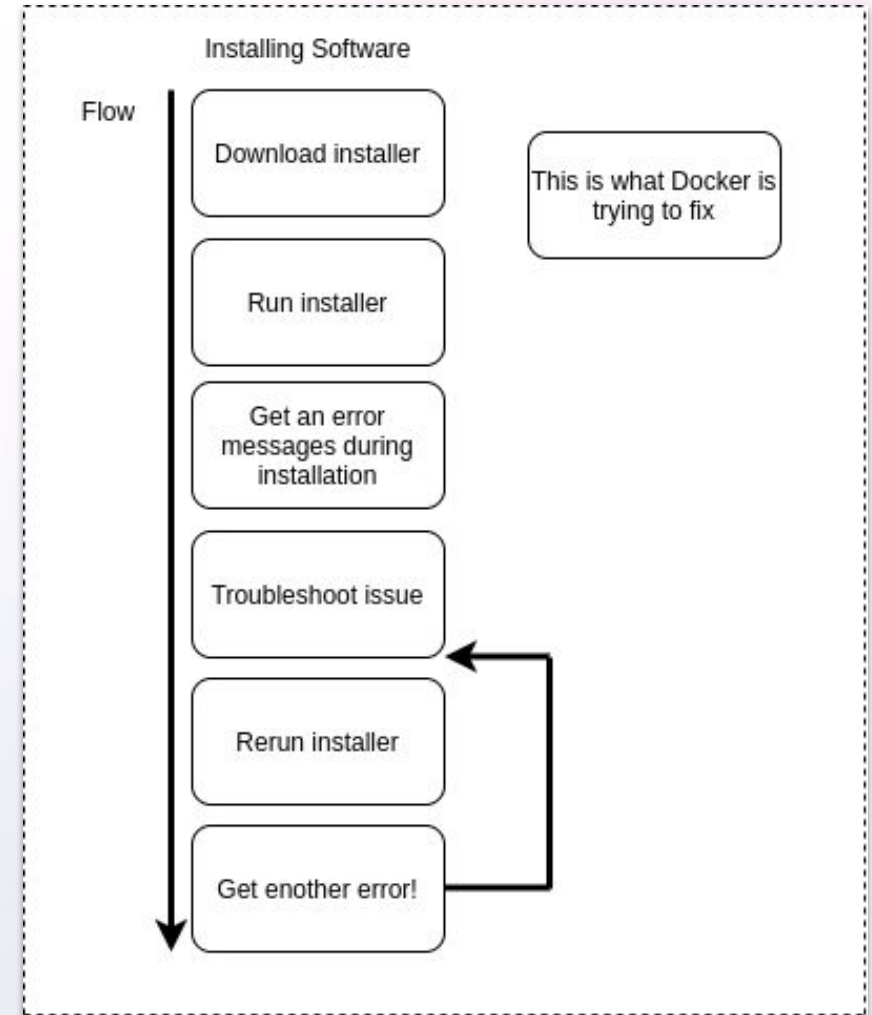 Installing Software
Flow
Download installer
This is what Docker is
trying to fix
Run installer
Get an error
messages during
installation
Troubleshoot issue
Rerun installer
Get enother error!